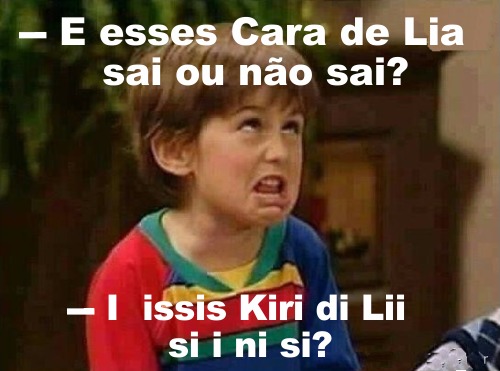 — E esses Cara de Lia
sai ou não sai?
— I issis Kiri di Lii
si i ni si?